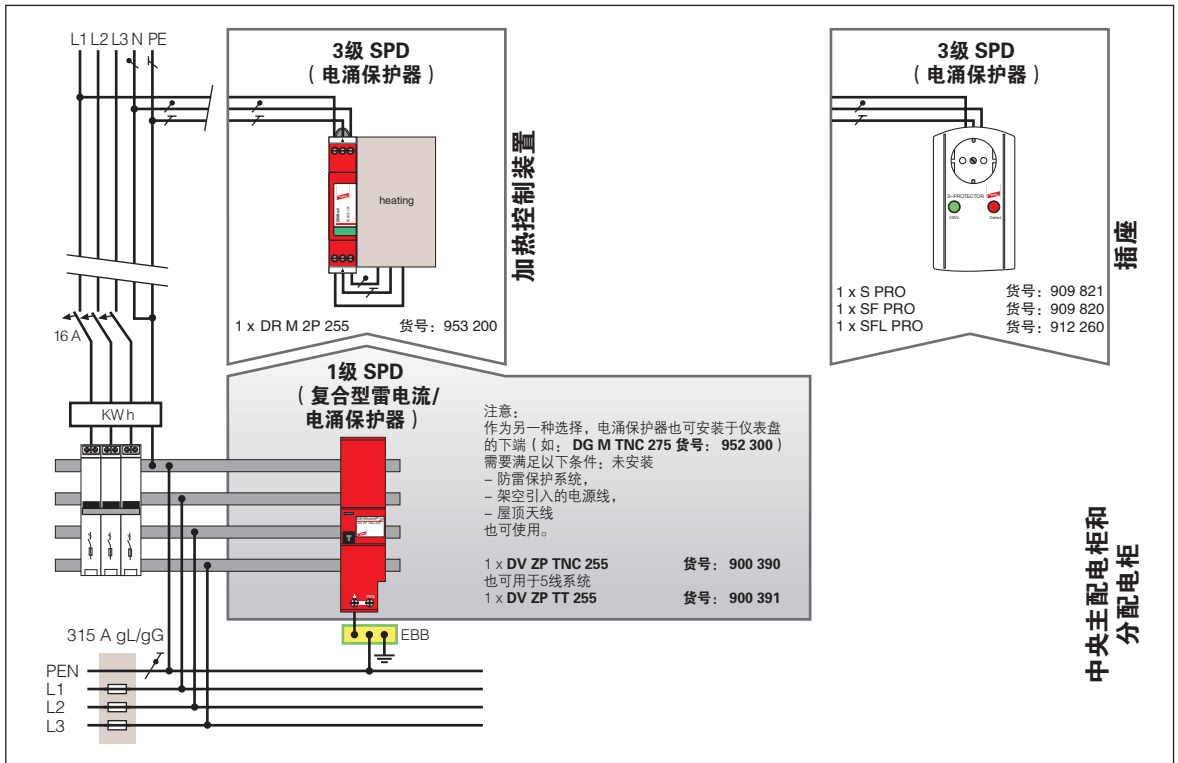 L1 L2 L3 N PE
3级 SPD
（电涌保护器）
heating
加热控制装置
1 x DR M 2P 255 货号：953 200
3级 SPD
（电涌保护器）
S-PROTECTOR
230V~ Defect
插座
1 x S PRO 货号：909 821
1 x SF PRO 货号：909 820
1 x SFL PRO 货号：912 260
16 A
KWh
1级 SPD
（复合型雷电流/
电涌保护器）
注意：
作为另一种选择，电涌保护器也可安装于仪表盘
的下端（如：DG M TNC 275 货号：952 300）
需要满足以下条件：未安装
– 防雷保护系统，
– 架空引入的电源线，
– 屋顶天线
也可使用。
1 x DV ZP TNC 255 货号：900 390
也可用于5线系统
1 x DV ZP TT 255 货号：900 391
中央主配电柜和
分配电柜
PEN
EBB
315 A gL/gG
PEN
L1
L2
L3